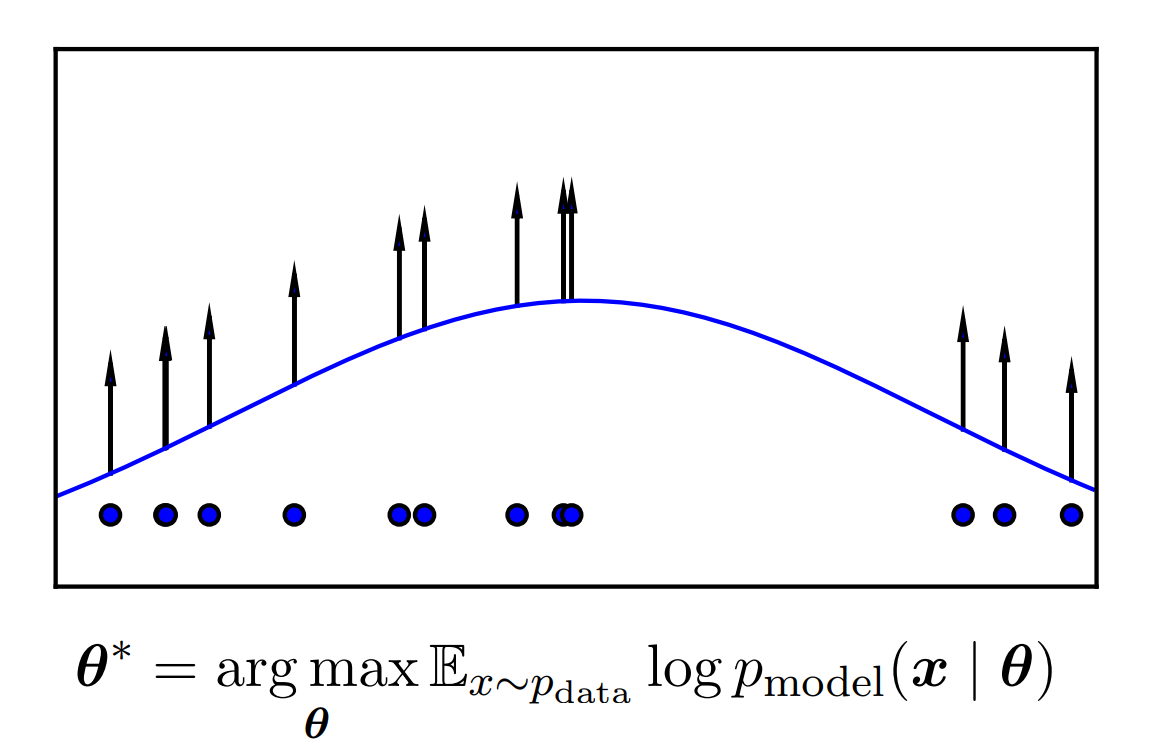 θ* = arg max_θ 𝔼_{x∼p_data} log p_model(x | θ)